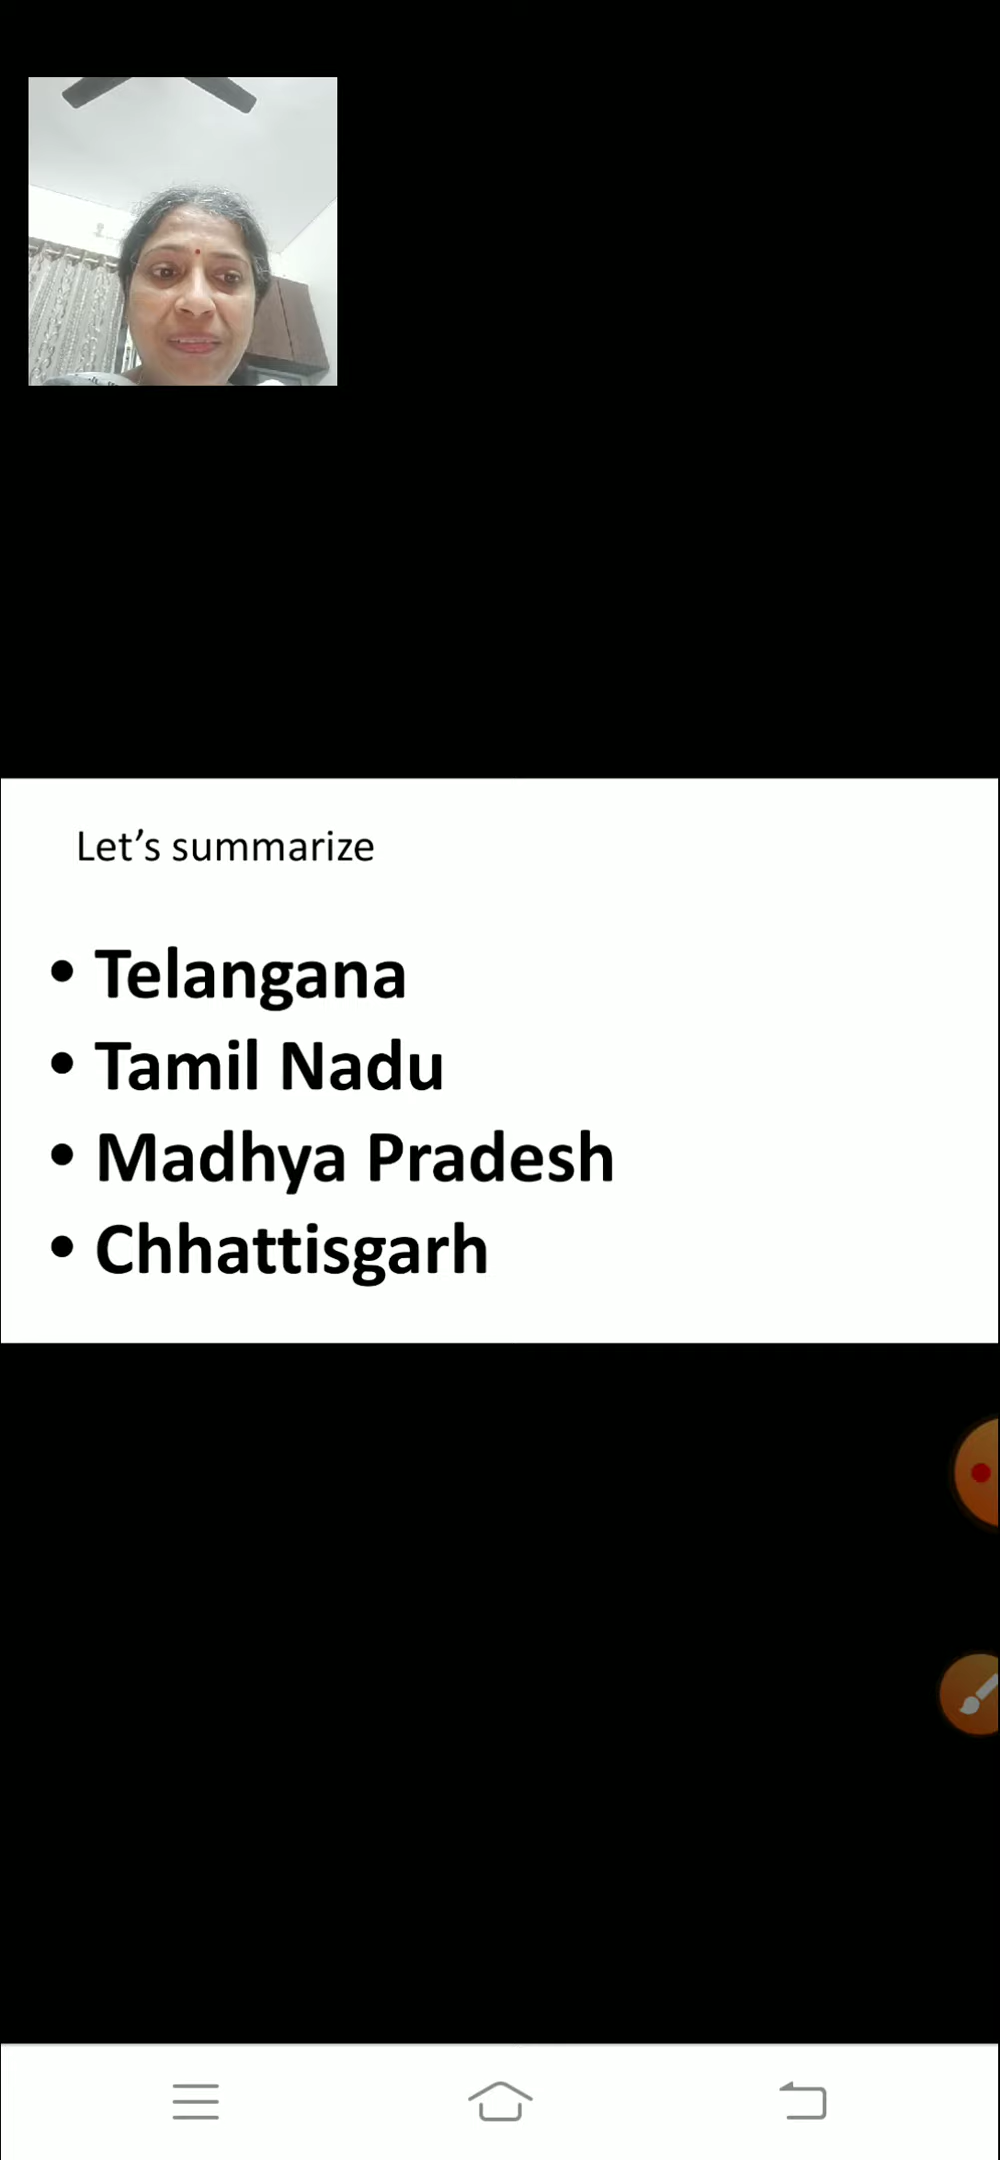 Let’s summarize
• Telangana
• Tamil Nadu
• Madhya Pradesh
• Chhattisgarh